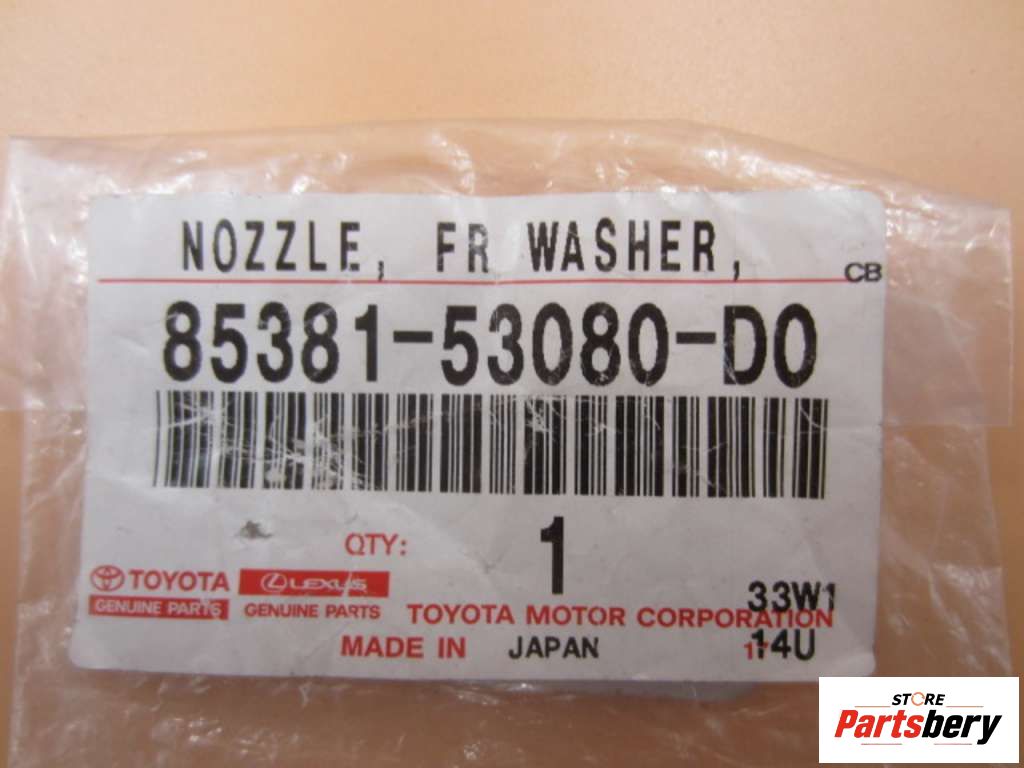 NOZZLE, FR WASHER,
CB
85381-53080-D0
QTY: 1
TOYOTA
GENUINE PARTS
LEXUS
GENUINE PARTS
33W1
TOYOTA MOTOR CORPORATION
MADE IN JAPAN
14U
STORE
Partsbery